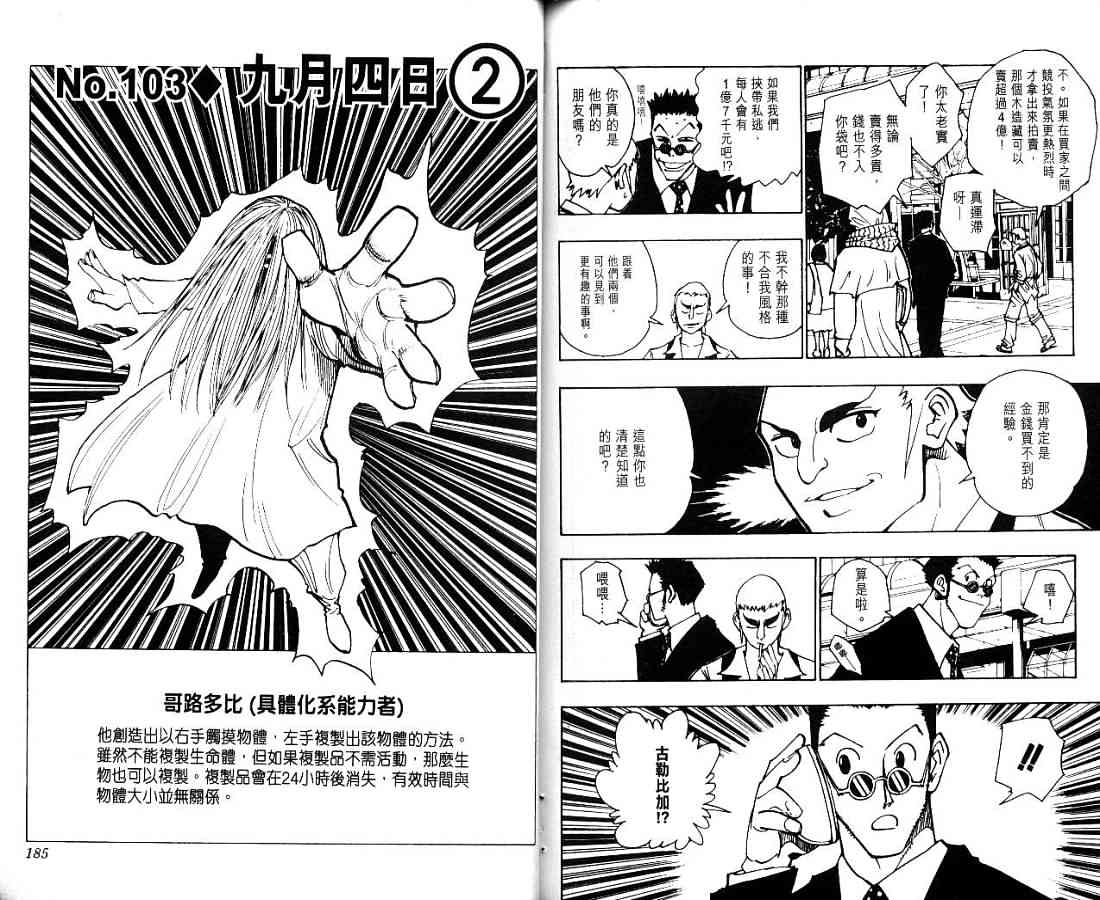 不。如果在買家之間
競投氣氛更熱烈時
才拿出來拍賣，
那個木造藏可以
賣超過4億！
你太老實
了！
無論
賣得多貴，
錢也不入
你袋吧？
真運滯
呀—
如果我們
挾帶私逃，
每人會有
1億7千元吧!?
嘻嘻嘻！
你真的是
他們的
朋友嗎？
我不幹那種
不合我風格
的事！
跟着
他們兩個，
可以見到
更有趣的事啊。
那肯定是
金錢買不到的
經驗。
這點你也
清楚知道
的吧？
嘻！
算是啦。
喂喂…
!!
古勒比加!?
No.103◆九月四日②
哥路多比 (具體化系能力者)
他創造出以右手觸摸物體，左手複製出該物體的方法。
雖然不能複製生命體，但如果複製品不需活動，那麼生
物也可以複製。複製品會在24小時後消失，有效時間與
物體大小並無關係。
185